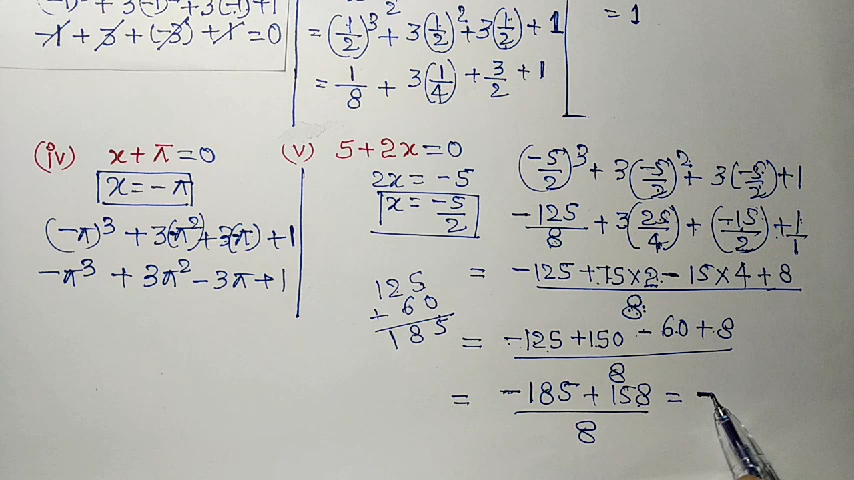 (-1)³ + 3(-1)² + 3(-1) + 1
-1 + 3 + (-3) + 1 = 0
= (1/2)³ + 3(1/2)² + 3(1/2) + 1
= 1/8 + 3(1/4) + 3/2 + 1
= 1
(iv) x + π = 0
x = -π
(-π)³ + 3(-π²) + 3(-π) + 1
-π³ + 3π² - 3π + 1
(v) 5 + 2x = 0
2x = -5
x = -5/2
125
+ 60
185
(-5/2)³ + 3(-5/2)² + 3(-5/2) + 1
-125/8 + 3(25/4) + (-15/2) + 1/1
= -125 + 75×2 - 15×4 + 8 / 8
= -125 + 150 - 60 + 8 / 8
= -185 + 158 / 8 = -